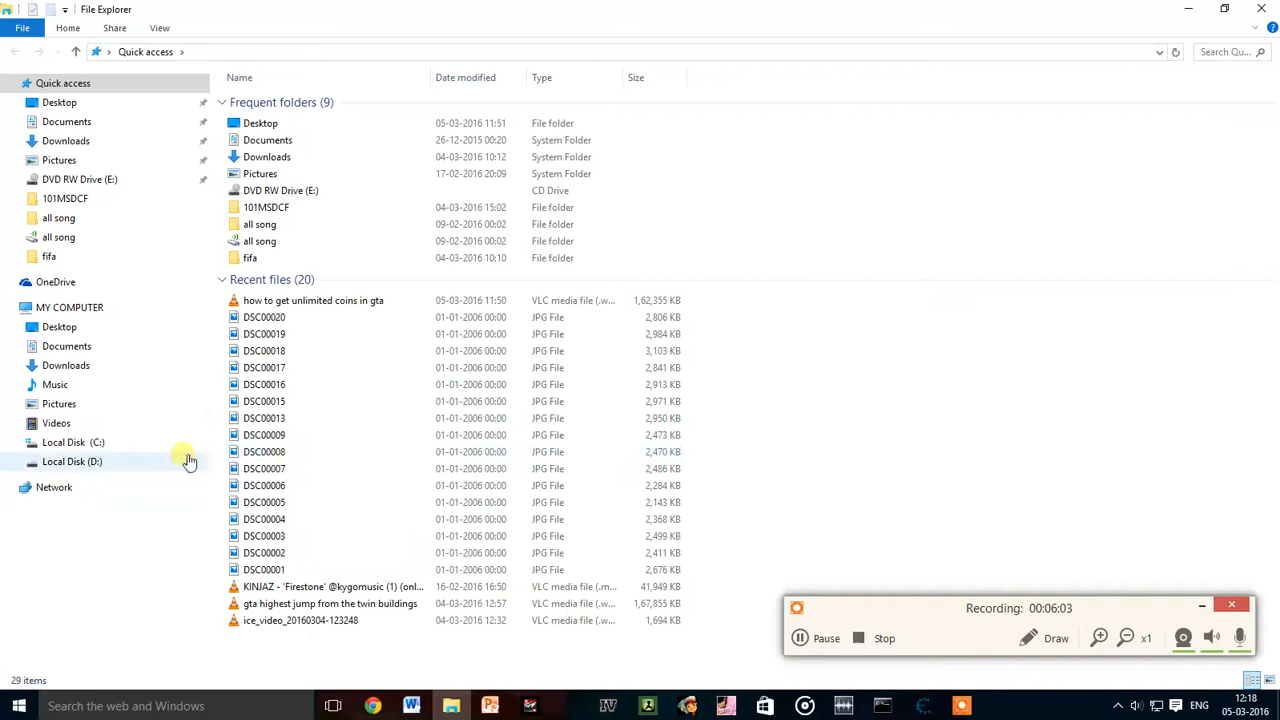 File Explorer
File Home Share View
Quick access
Search Qu...
Name Date modified Type Size
Quick access
Desktop
Documents
Downloads
Pictures
DVD RW Drive (E:)
101MSDCF
all song
all song
fifa
OneDrive
MY COMPUTER
Desktop
Documents
Downloads
Music
Pictures
Videos
Local Disk (C:)
Local Disk (D:)
Network
Frequent folders (9)
Desktop 05-03-2016 11:51 File folder
Documents 26-12-2015 00:20 System Folder
Downloads 04-03-2016 10:12 System Folder
Pictures 17-02-2016 20:09 System Folder
DVD RW Drive (E:) CD Drive
101MSDCF 04-03-2016 15:02 File folder
all song 09-02-2016 00:02 File folder
all song 09-02-2016 00:02 File folder
fifa 04-03-2016 10:10 File folder
Recent files (20)
how to get unlimited coins in gta 05-03-2016 11:50 VLC media file (.w... 1,62,355 KB
DSC00020 01-01-2006 00:00 JPG File 2,806 KB
DSC00019 01-01-2006 00:00 JPG File 2,984 KB
DSC00018 01-01-2006 00:00 JPG File 3,103 KB
DSC00017 01-01-2006 00:00 JPG File 2,841 KB
DSC00016 01-01-2006 00:00 JPG File 2,913 KB
DSC00015 01-01-2006 00:00 JPG File 2,971 KB
DSC00013 01-01-2006 00:00 JPG File 2,950 KB
DSC00009 01-01-2006 00:00 JPG File 2,473 KB
DSC00008 01-01-2006 00:00 JPG File 2,470 KB
DSC00007 01-01-2006 00:00 JPG File 2,486 KB
DSC00006 01-01-2006 00:00 JPG File 2,284 KB
DSC00005 01-01-2006 00:00 JPG File 2,143 KB
DSC00004 01-01-2006 00:00 JPG File 2,368 KB
DSC00003 01-01-2006 00:00 JPG File 2,499 KB
DSC00002 01-01-2006 00:00 JPG File 2,411 KB
DSC00001 01-01-2006 00:00 JPG File 2,676 KB
KINJAZ - 'Firestone' @kygomusic (1) (onl... 16-02-2016 16:50 VLC media file (.m... 41,949 KB
gta highest jump from the twin buildings 04-03-2016 12:57 VLC media file (.w... 1,67,855 KB
ice_video_20160304-123248 04-03-2016 12:32 VLC media file (.w... 1,694 KB
Recording: 00:06:03
Pause Stop Draw x1
29 items
Search the web and Windows
ENG
12:18
05-03-2016